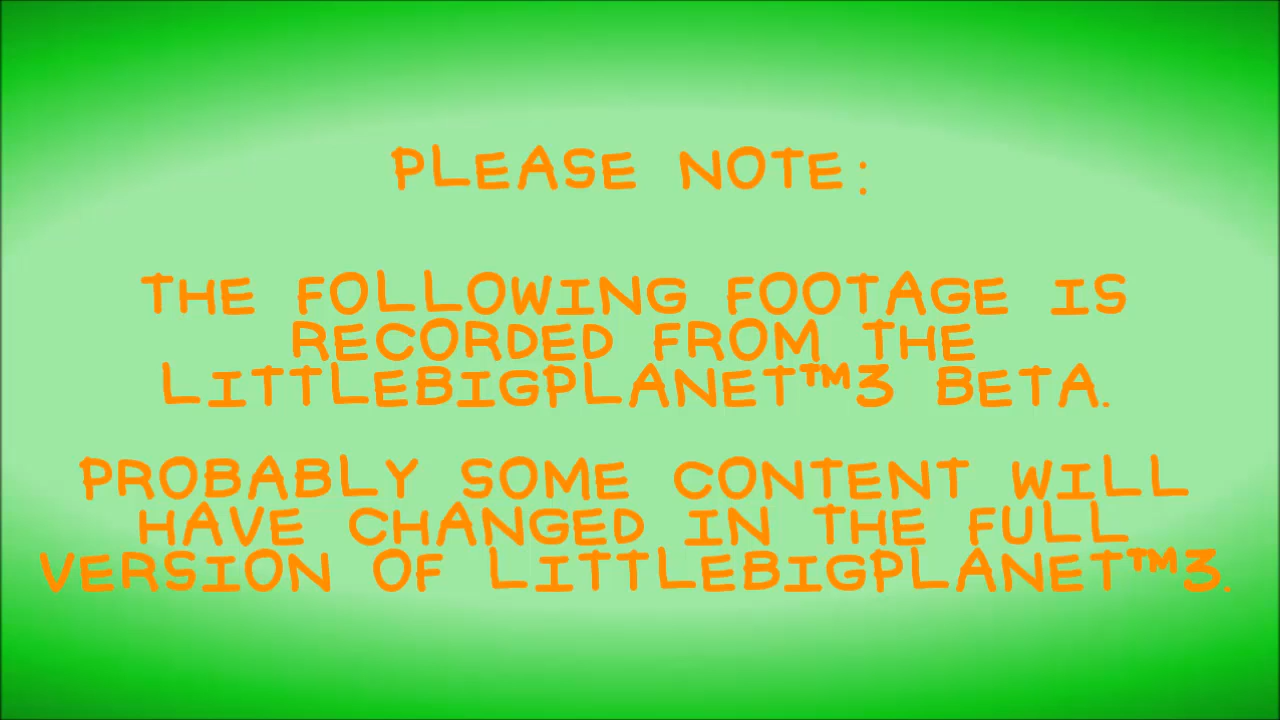 PLEASE NOTE:
THE FOLLOWING FOOTAGE IS
RECORDED FROM THE
LITTLEBIGPLANET™3 BETA.
PROBABLY SOME CONTENT WILL
HAVE CHANGED IN THE FULL
VERSION OF LITTLEBIGPLANET™3.